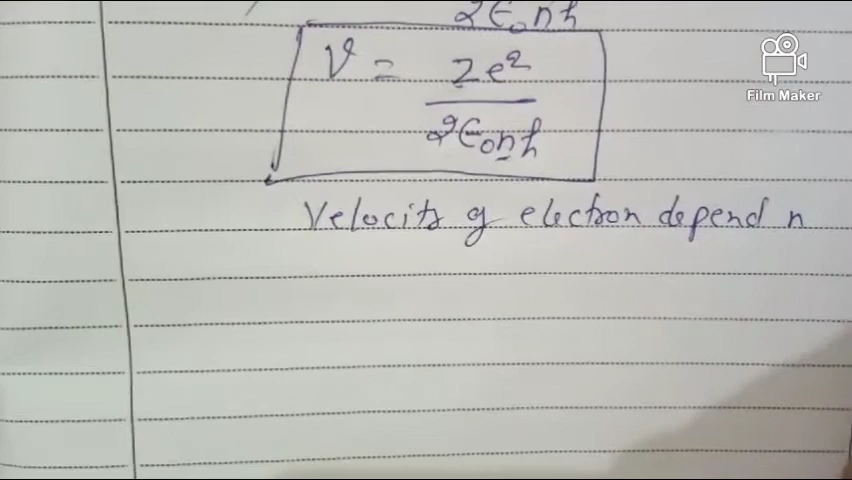 2ϵ₀nh
V = Ze²
2ϵ₀nh
Film Maker
Velocity of electron depend n